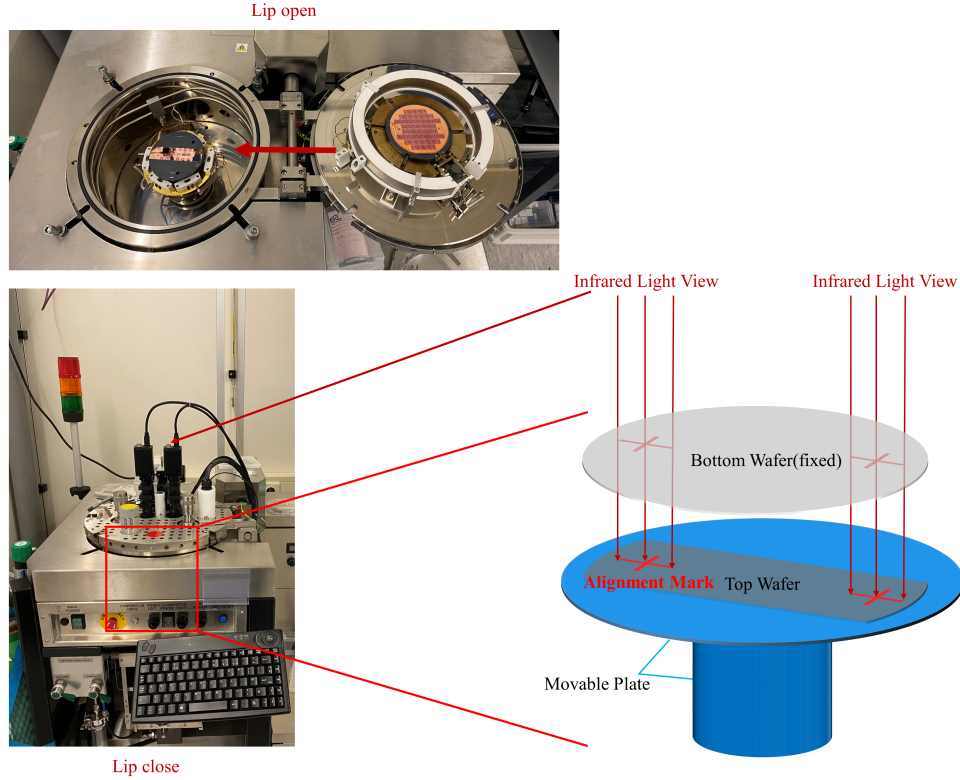 Lip open
Infrared Light View
Infrared Light View
Bottom Wafer(fixed)
Alignment Mark
Top Wafer
Movable Plate
Lip close